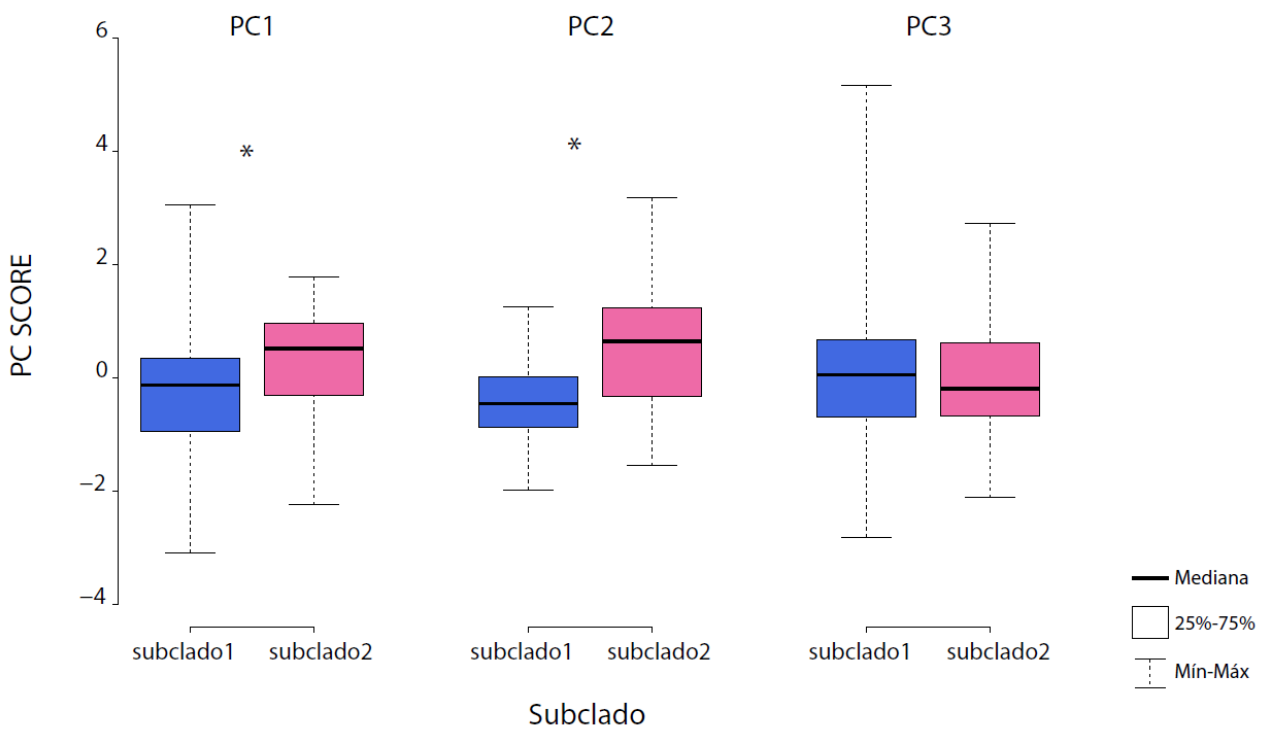 PC1 PC2 PC3
6
4
2
0
−2
−4
* *
PC SCORE
subclado1 subclado2 subclado1 subclado2 subclado1 subclado2
Subclado
Mediana
25%-75%
Mín-Máx